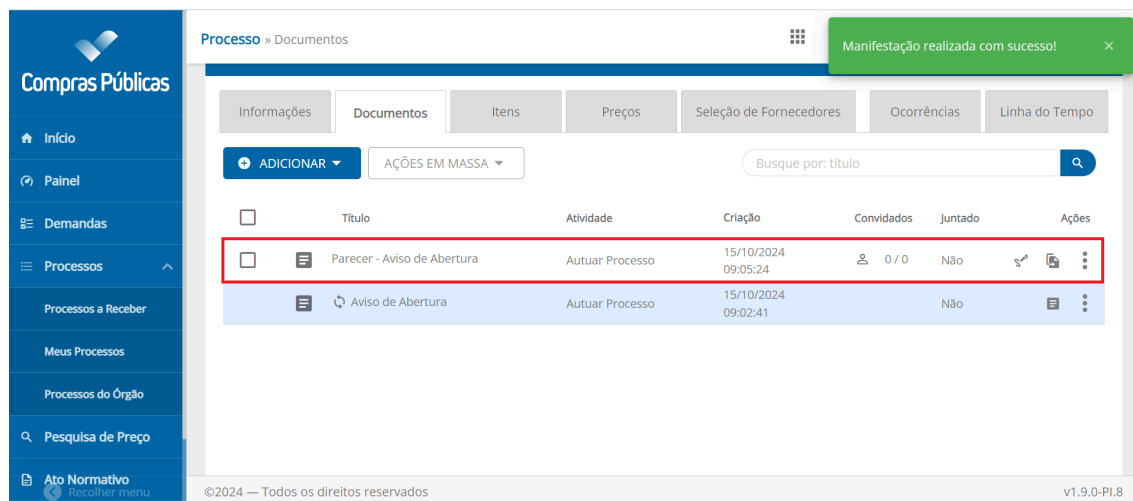 Compras Públicas
Início
Painel
Demandas
Processos
Processos a Receber
Meus Processos
Processos do Órgão
Pesquisa de Preço
Ato Normativo
Recolher menu
Processo » Documentos
Manifestação realizada com sucesso! ×
Informações Documentos Itens Preços Seleção de Fornecedores Ocorrências Linha do Tempo
ADICIONAR AÇÕES EM MASSA Busque por: título
Título Atividade Criação Convidados Juntado Ações
Parecer - Aviso de Abertura Autuar Processo 15/10/2024 0 / 0 Não
09:05:24
Aviso de Abertura Autuar Processo 15/10/2024 Não
09:02:41
©2024 — Todos os direitos reservados v1.9.0-PI.8